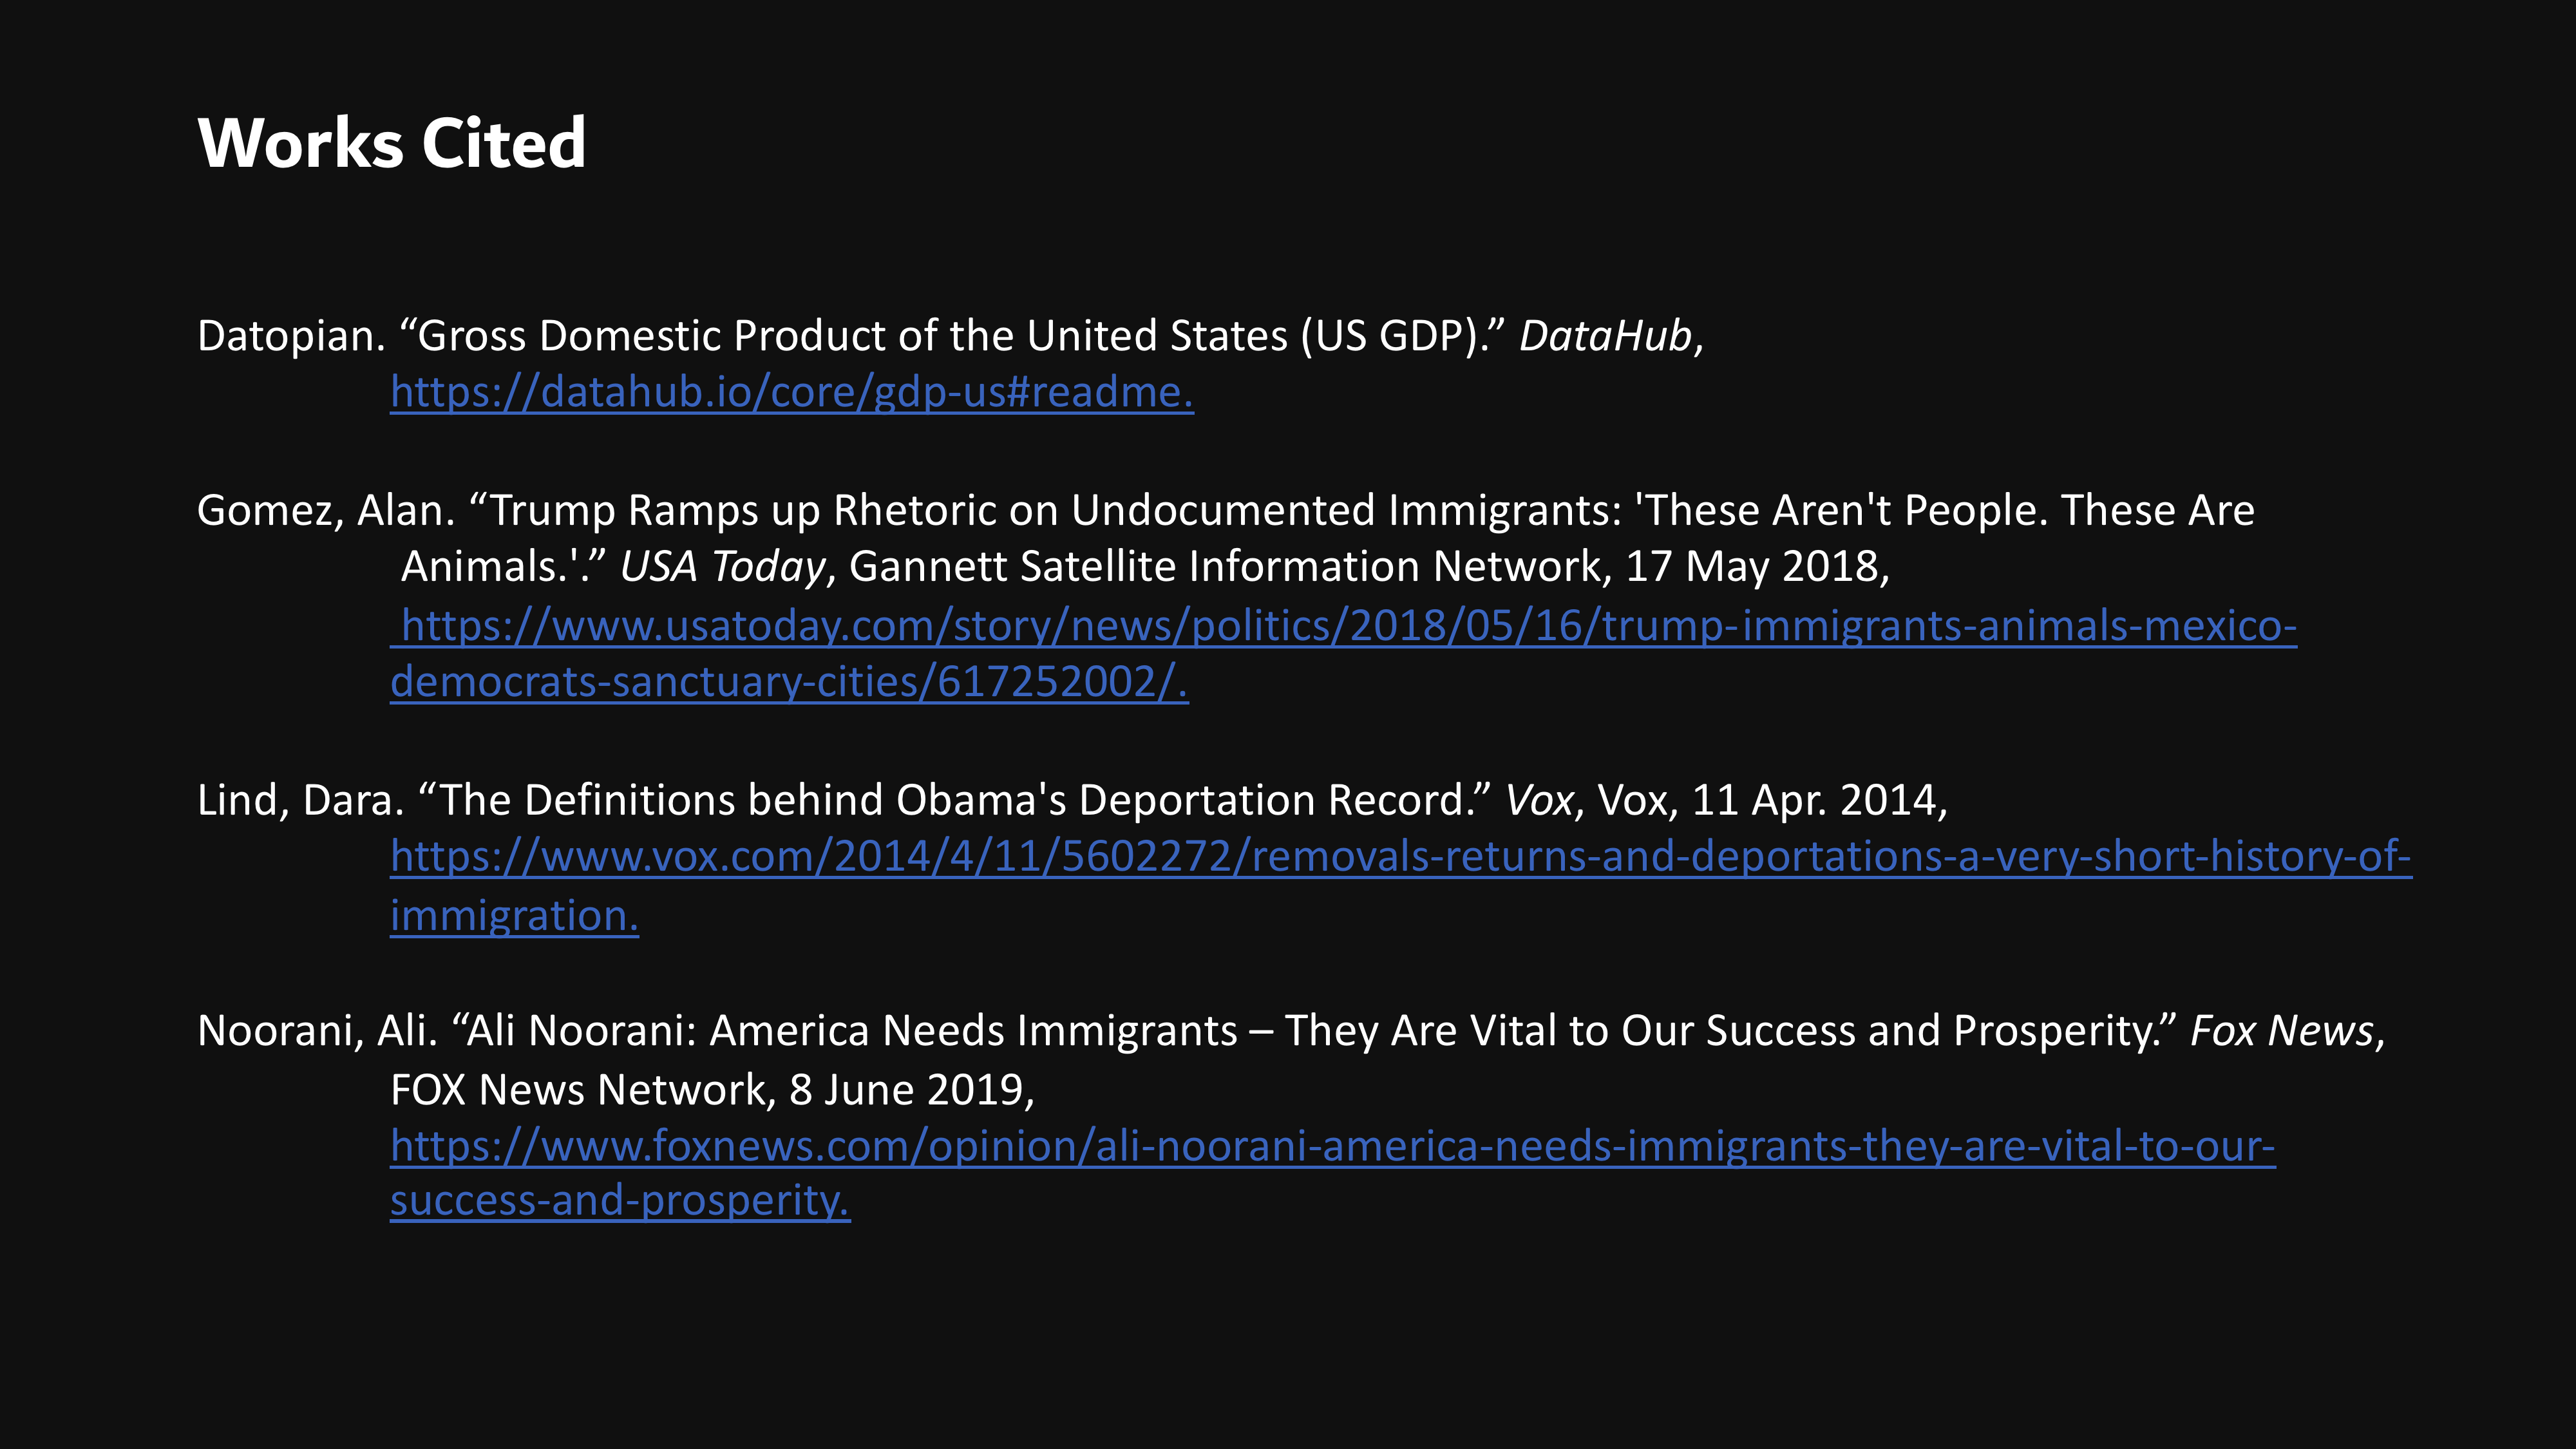 Works Cited
Datopian. “Gross Domestic Product of the United States (US GDP).” DataHub,
https://datahub.io/core/gdp-us#readme.
Gomez, Alan. “Trump Ramps up Rhetoric on Undocumented Immigrants: 'These Aren't People. These Are
Animals.'.” USA Today, Gannett Satellite Information Network, 17 May 2018,
https://www.usatoday.com/story/news/politics/2018/05/16/trump-immigrants-animals-mexico-
democrats-sanctuary-cities/617252002/.
Lind, Dara. “The Definitions behind Obama's Deportation Record.” Vox, Vox, 11 Apr. 2014,
https://www.vox.com/2014/4/11/5602272/removals-returns-and-deportations-a-very-short-history-of-
immigration.
Noorani, Ali. “Ali Noorani: America Needs Immigrants – They Are Vital to Our Success and Prosperity.” Fox News,
FOX News Network, 8 June 2019,
https://www.foxnews.com/opinion/ali-noorani-america-needs-immigrants-they-are-vital-to-our-
success-and-prosperity.